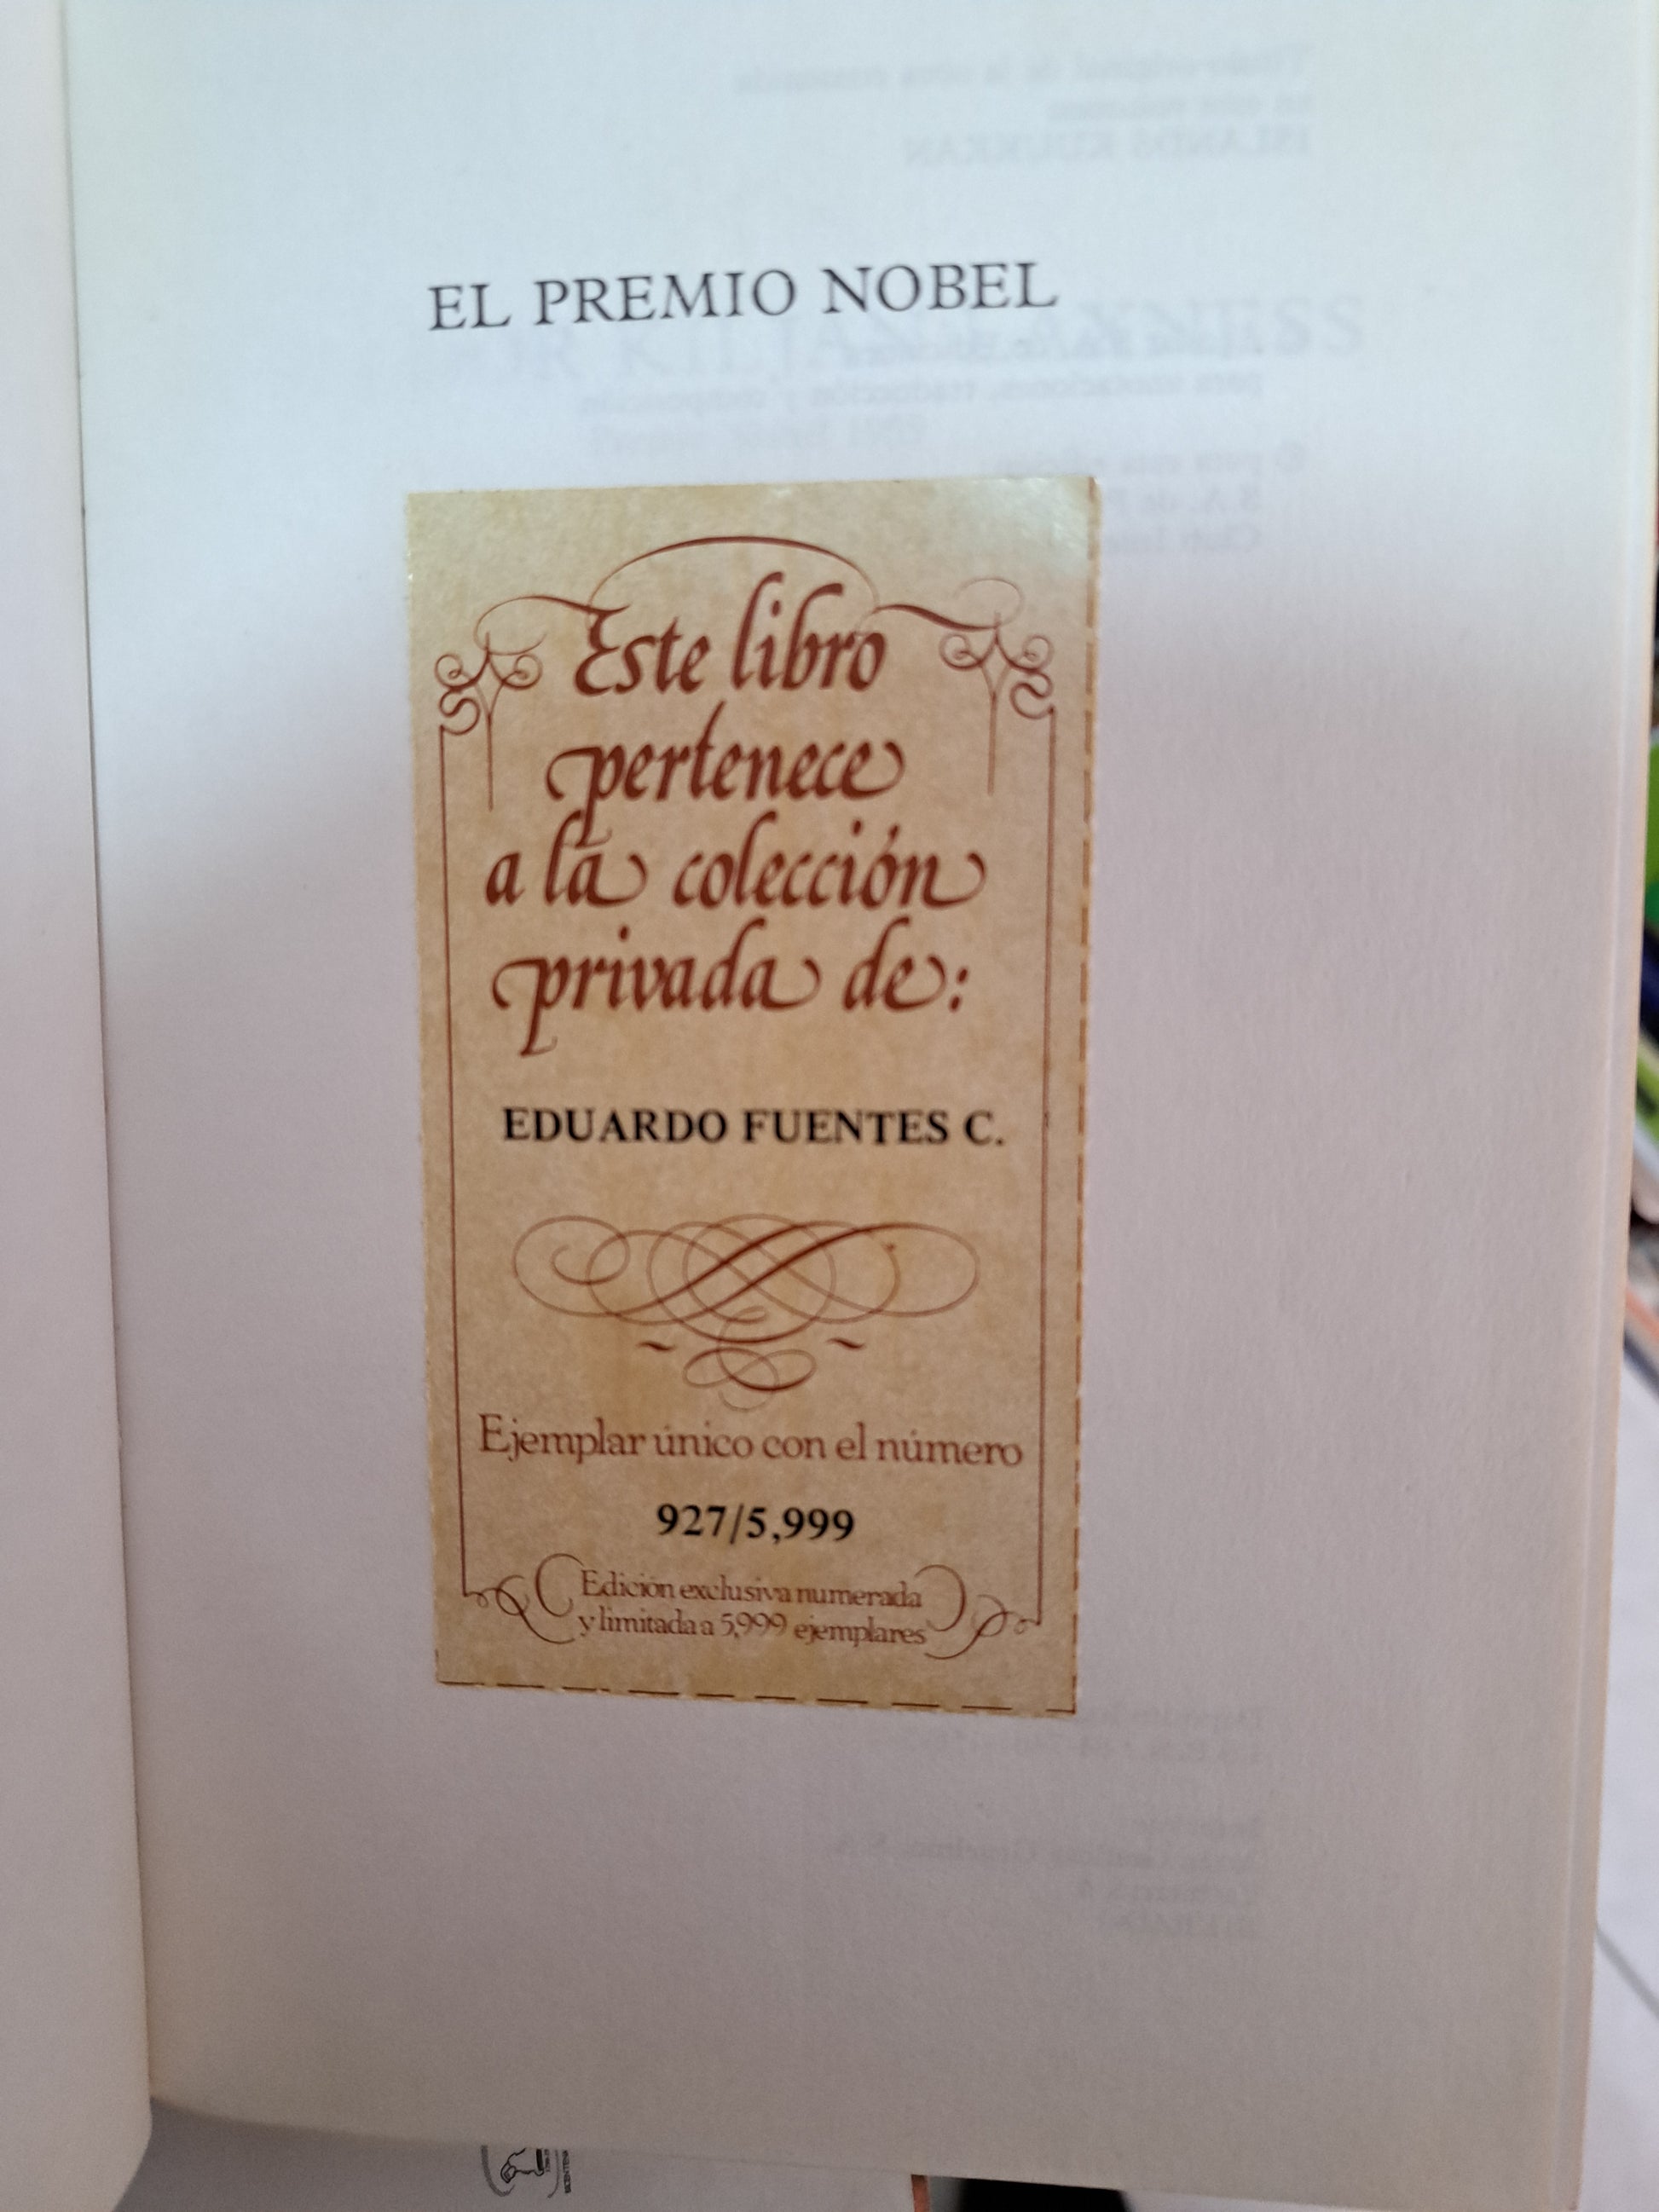 EL PREMIO NOBEL
Este libro
pertenece
a la colección
privada de:
EDUARDO FUENTES C.
Ejemplar único con el número
927/5,999
Edición exclusiva numerada
y limitada a 5,999 ejemplares